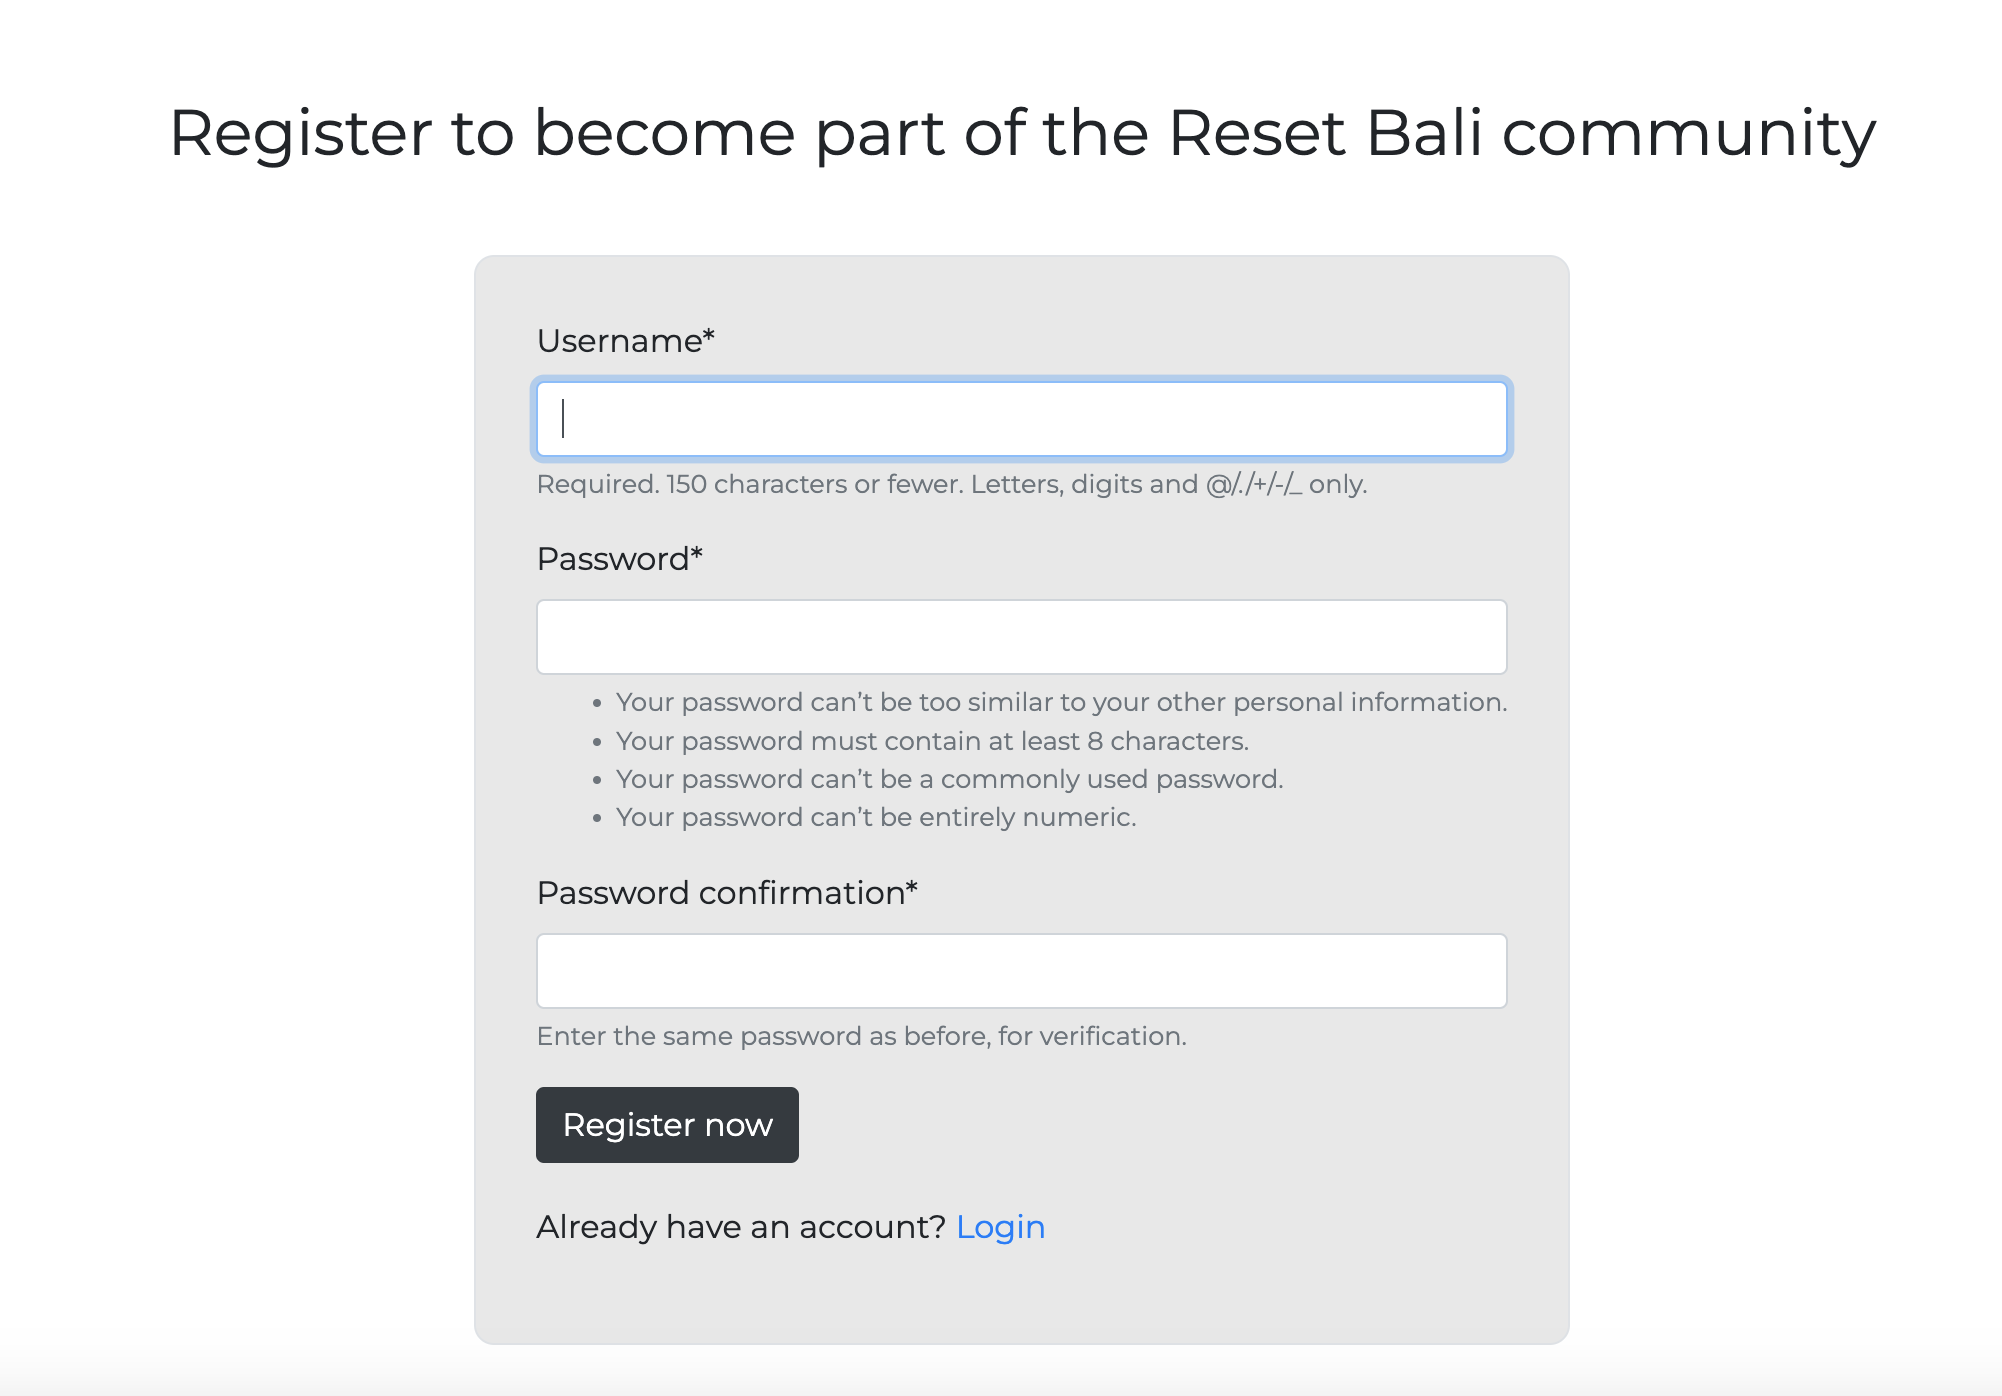 Register to become part of the Reset Bali community
Username*
Required. 150 characters or fewer. Letters, digits and @/./+/-/_ only.
Password*
• Your password can’t be too similar to your other personal information.
• Your password must contain at least 8 characters.
• Your password can’t be a commonly used password.
• Your password can’t be entirely numeric.
Password confirmation*
Enter the same password as before, for verification.
Register now
Already have an account? Login